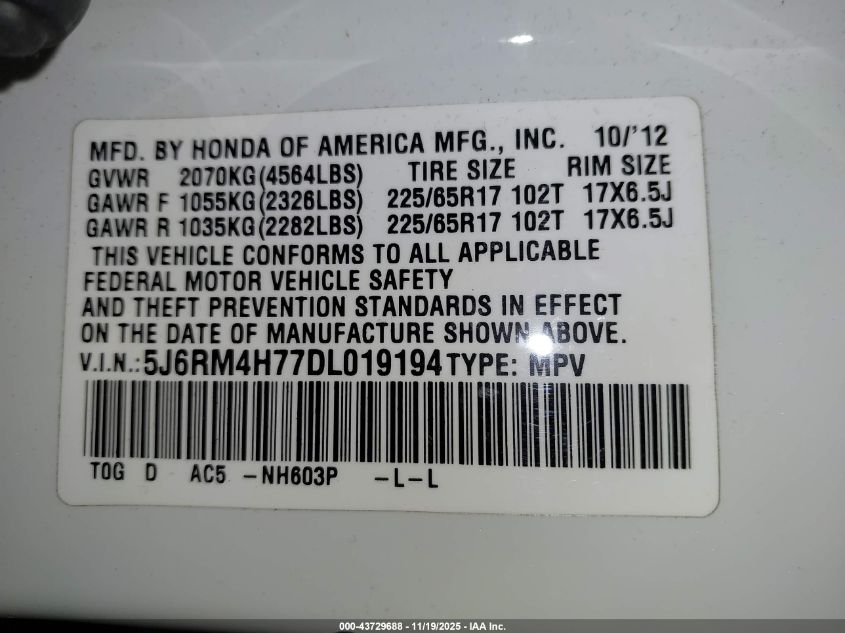 MFD. BY HONDA OF AMERICA MFG., INC. 10/'12
GVWR 2070KG(4564LBS) TIRE SIZE RIM SIZE
GAWR F 1055KG(2326LBS) 225/65R17 102T 17X6.5J
GAWR R 1035KG(2282LBS) 225/65R17 102T 17X6.5J
THIS VEHICLE CONFORMS TO ALL APPLICABLE
FEDERAL MOTOR VEHICLE SAFETY
AND THEFT PREVENTION STANDARDS IN EFFECT
ON THE DATE OF MANUFACTURE SHOWN ABOVE.
V.I.N.:5J6RM4H77DL019194 TYPE: MPV
T0G D AC5 -NH603P -L-L
000-43729688 - 11/19/2025 - IAA Inc.